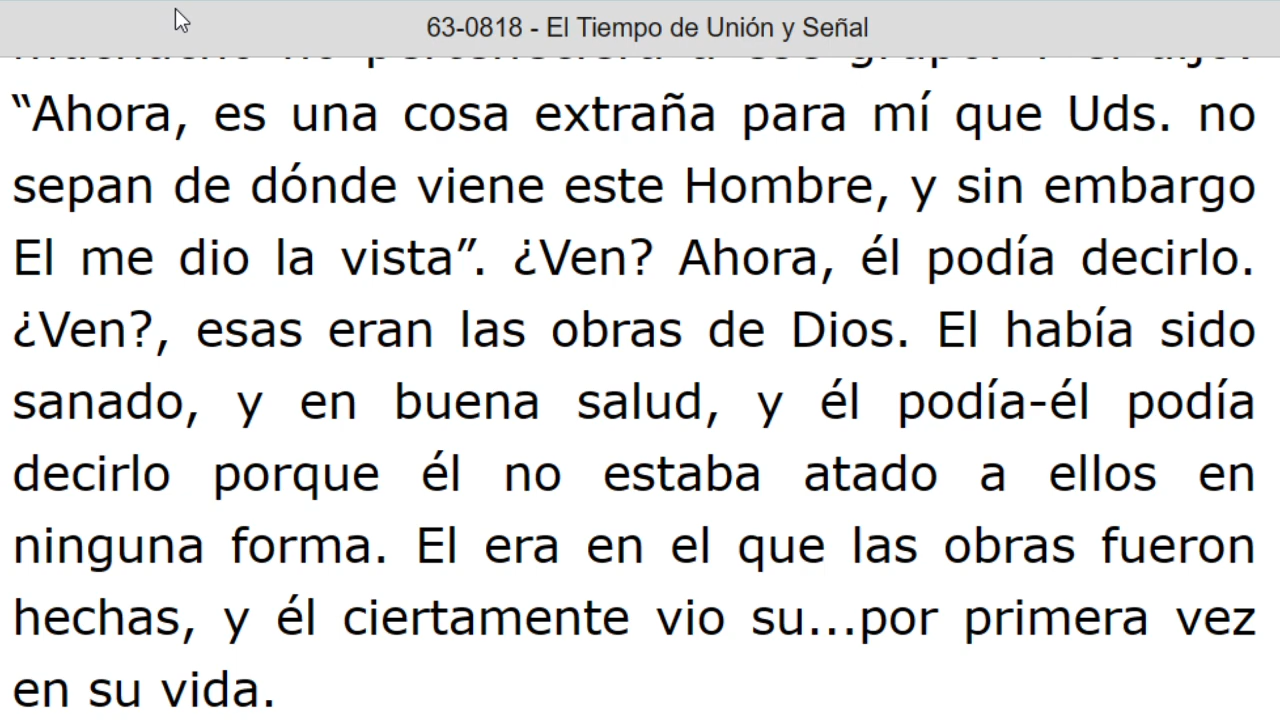 63-0818 - El Tiempo de Unión y Señal
“Ahora, es una cosa extraña para mí que Uds. no
sepan de dónde viene este Hombre, y sin embargo
El me dio la vista”. ¿Ven? Ahora, él podía decirlo.
¿Ven?, esas eran las obras de Dios. El había sido
sanado, y en buena salud, y él podía-él podía
decirlo porque él no estaba atado a ellos en
ninguna forma. El era en el que las obras fueron
hechas, y él ciertamente vio su...por primera vez
en su vida.